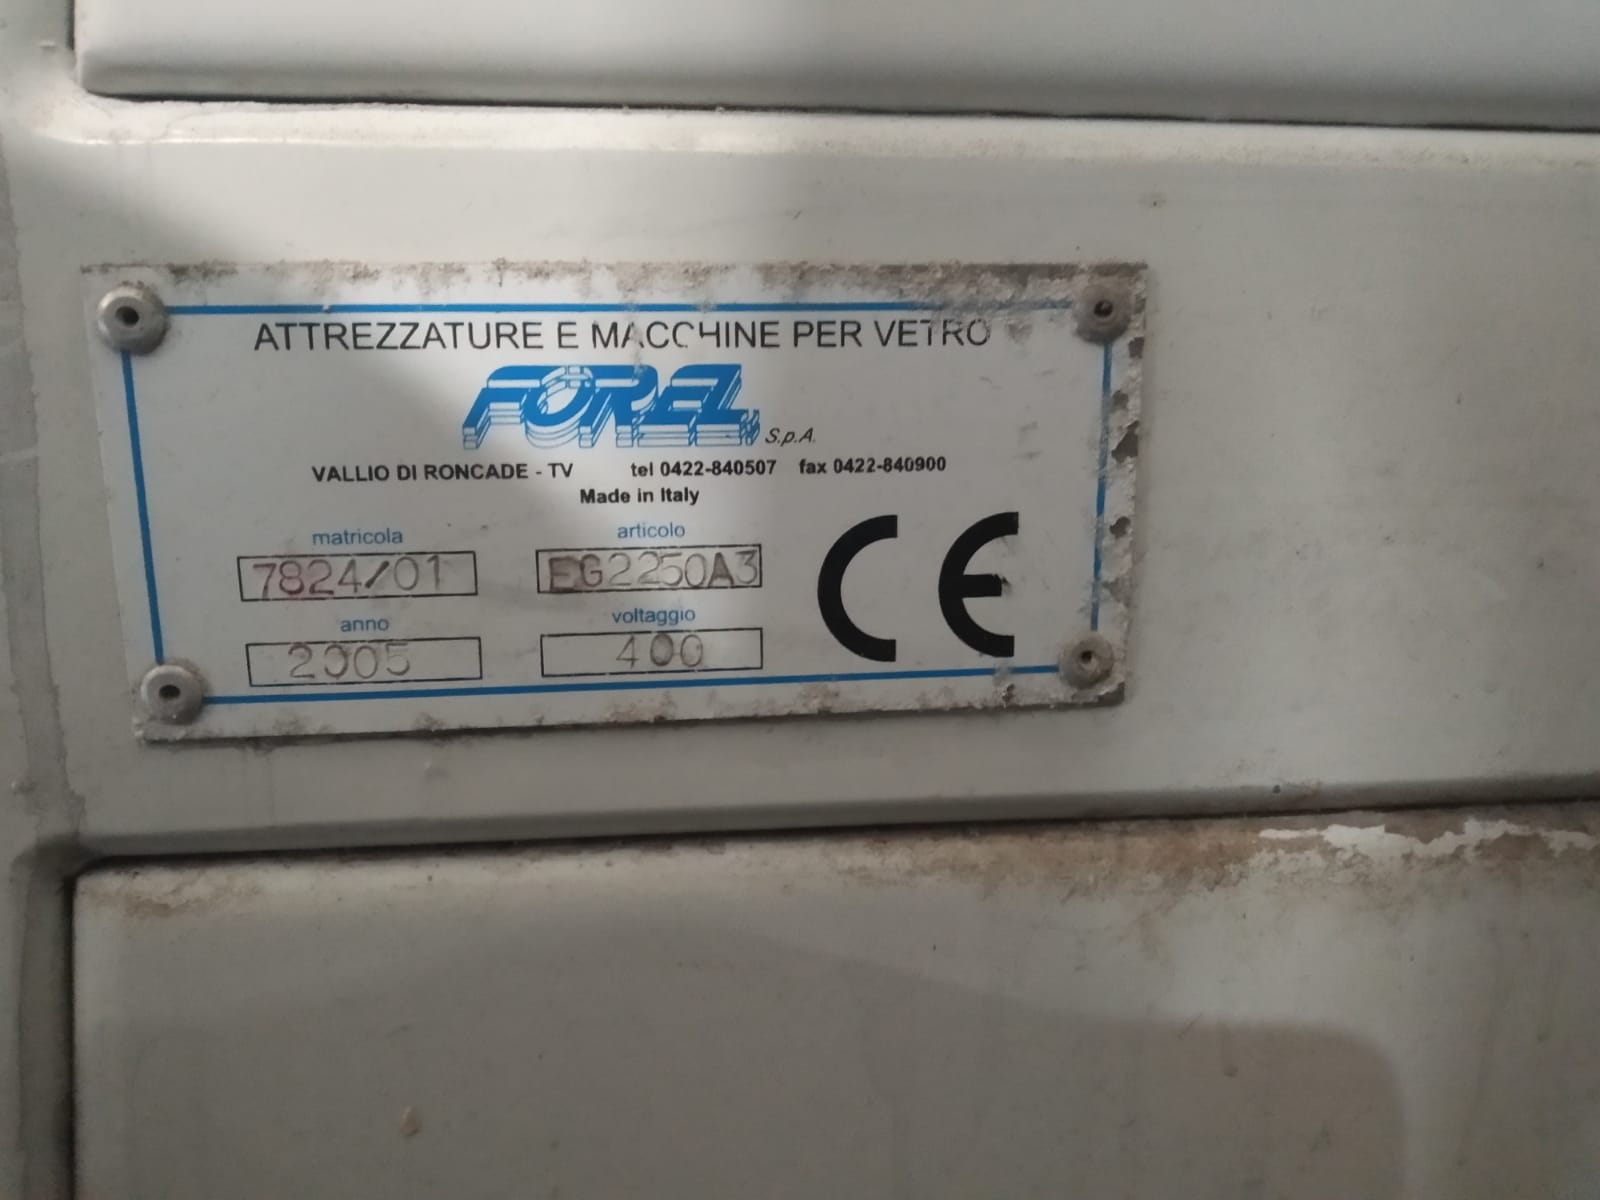 ATTREZZATURE E MACCHINE PER VETRO
FOREL S.p.A.
VALLIO DI RONCADE - TV tel 0422-840507 fax 0422-840900
Made in Italy
matricola articolo
7824/01 EG2250A3
anno voltaggio
2005 400
CE